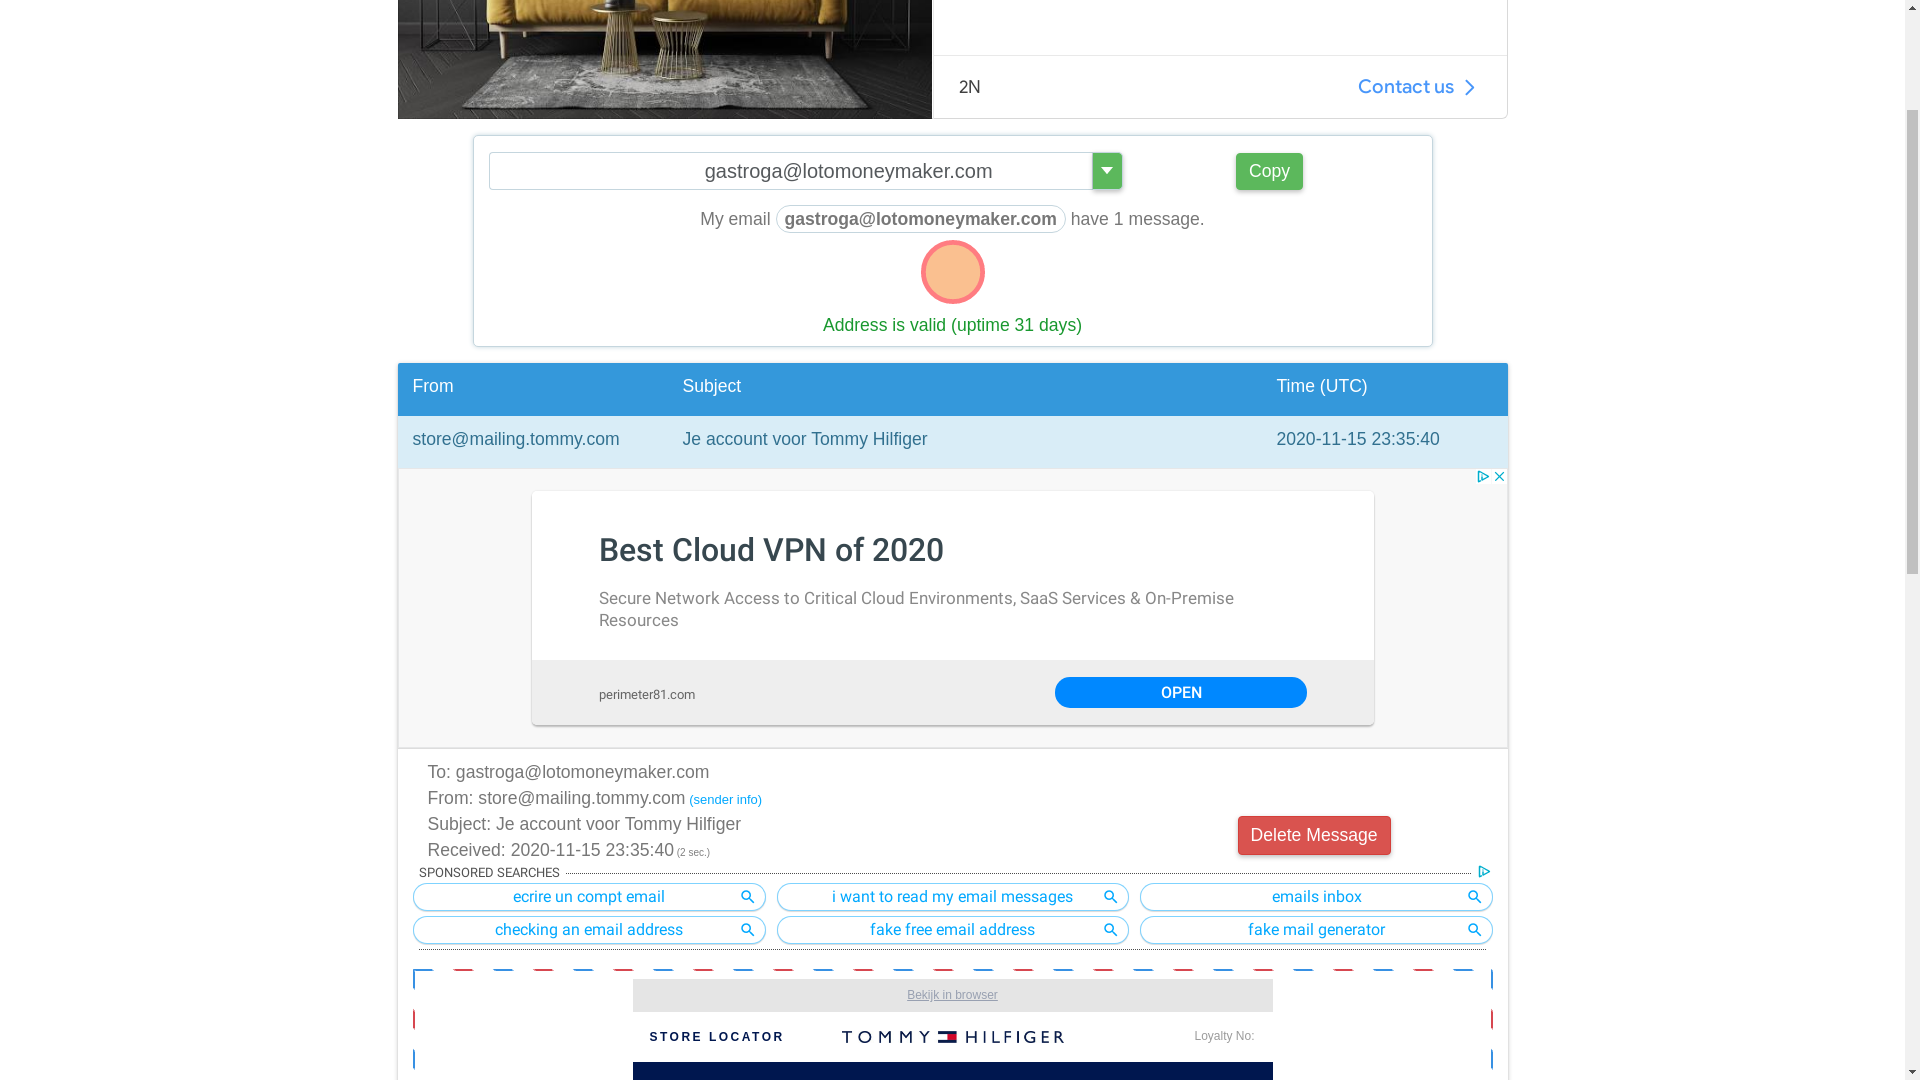 2N
Contact us
gastroga@lotomoneymaker.com
Copy
My email gastroga@lotomoneymaker.com have 1 message.
Address is valid (uptime 31 days)
From Subject Time (UTC)
store@mailing.tommy.com Je account voor Tommy Hilfiger 2020-11-15 23:35:40
Best Cloud VPN of 2020
Secure Network Access to Critical Cloud Environments, SaaS Services & On-Premise
Resources
perimeter81.com
OPEN
To: gastroga@lotomoneymaker.com
From: store@mailing.tommy.com (sender info)
Subject: Je account voor Tommy Hilfiger
Received: 2020-11-15 23:35:40 (2 sec.)
Delete Message
SPONSORED SEARCHES
ecrire un compt email
i want to read my email messages
emails inbox
checking an email address
fake free email address
fake mail generator
Bekijk in browser
STORE LOCATOR
TOMMY HILFIGER
Loyalty No: